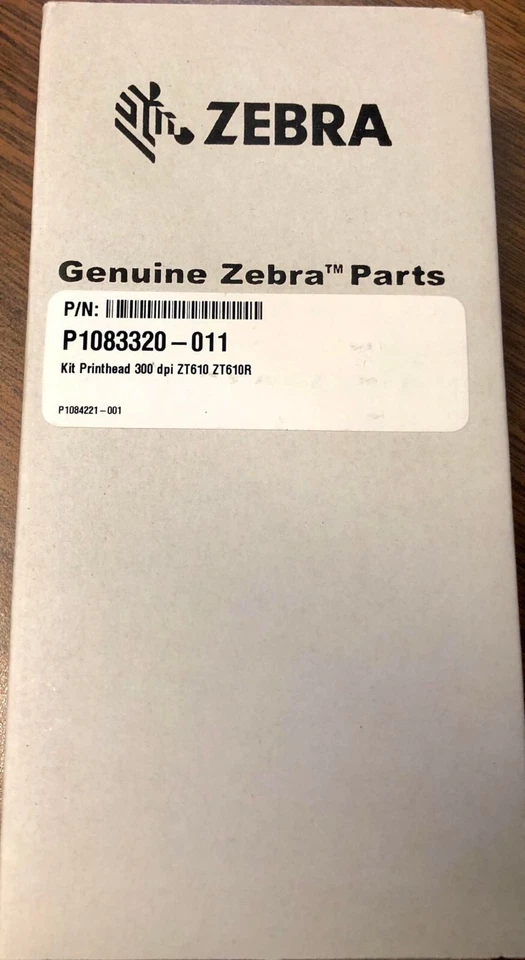 ZEBRA
Genuine Zebra™ Parts
P/N:
P1083320-011
Kit Printhead 300 dpi ZT610 ZT610R
P1084221-001